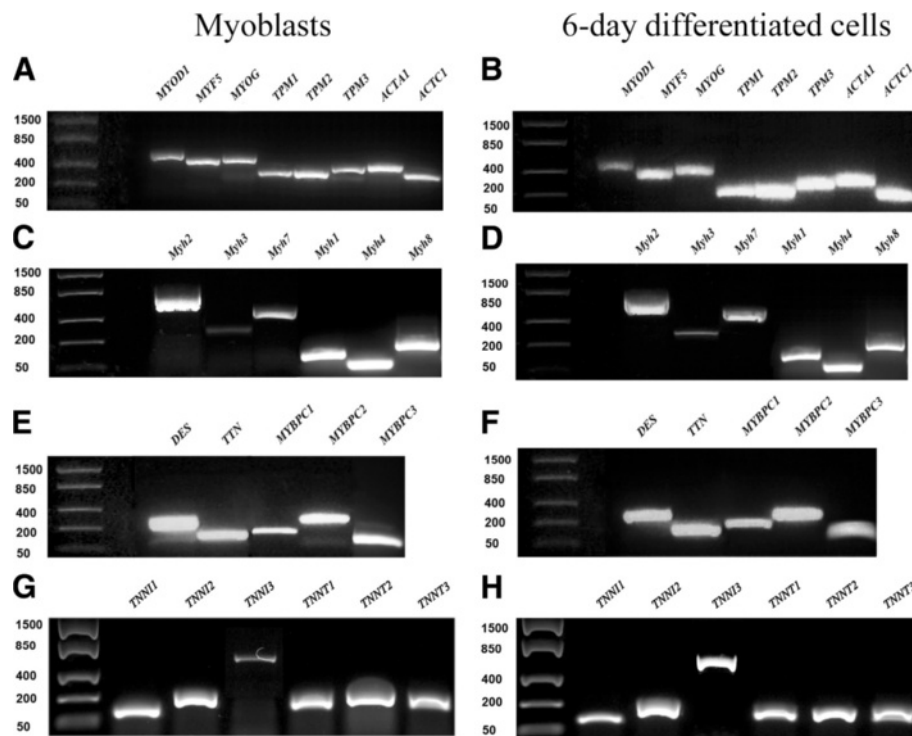 Myoblasts
6-day differentiated cells
A
MYOD1 MYF5 MYOG TPM1 TPM2 TPM3 ACTA1 ACTC1
1500
850
400
200
50
B
MYOD1 MYF5 MYOG TPM1 TPM2 TPM3 ACTA1 ACTC1
1500
850
400
200
50
C
Myh2 Myh3 Myh7 Myh1 Myh4 Myh8
1500
850
400
200
50
D
Myh2 Myh3 Myh7 Myh1 Myh4 Myh8
1500
850
400
200
50
E
DES TTN MYBPC1 MYBPC2 MYBPC3
1500
850
400
200
50
F
DES TTN MYBPC1 MYBPC2 MYBPC3
1500
850
400
200
50
G
TNNI1 TNNI2 TNNI3 TNNT1 TNNT2 TNNT3
1500
850
400
200
50
H
TNNI1 TNNI2 TNNI3 TNNT1 TNNT2 TNNT3
1500
850
400
200
50